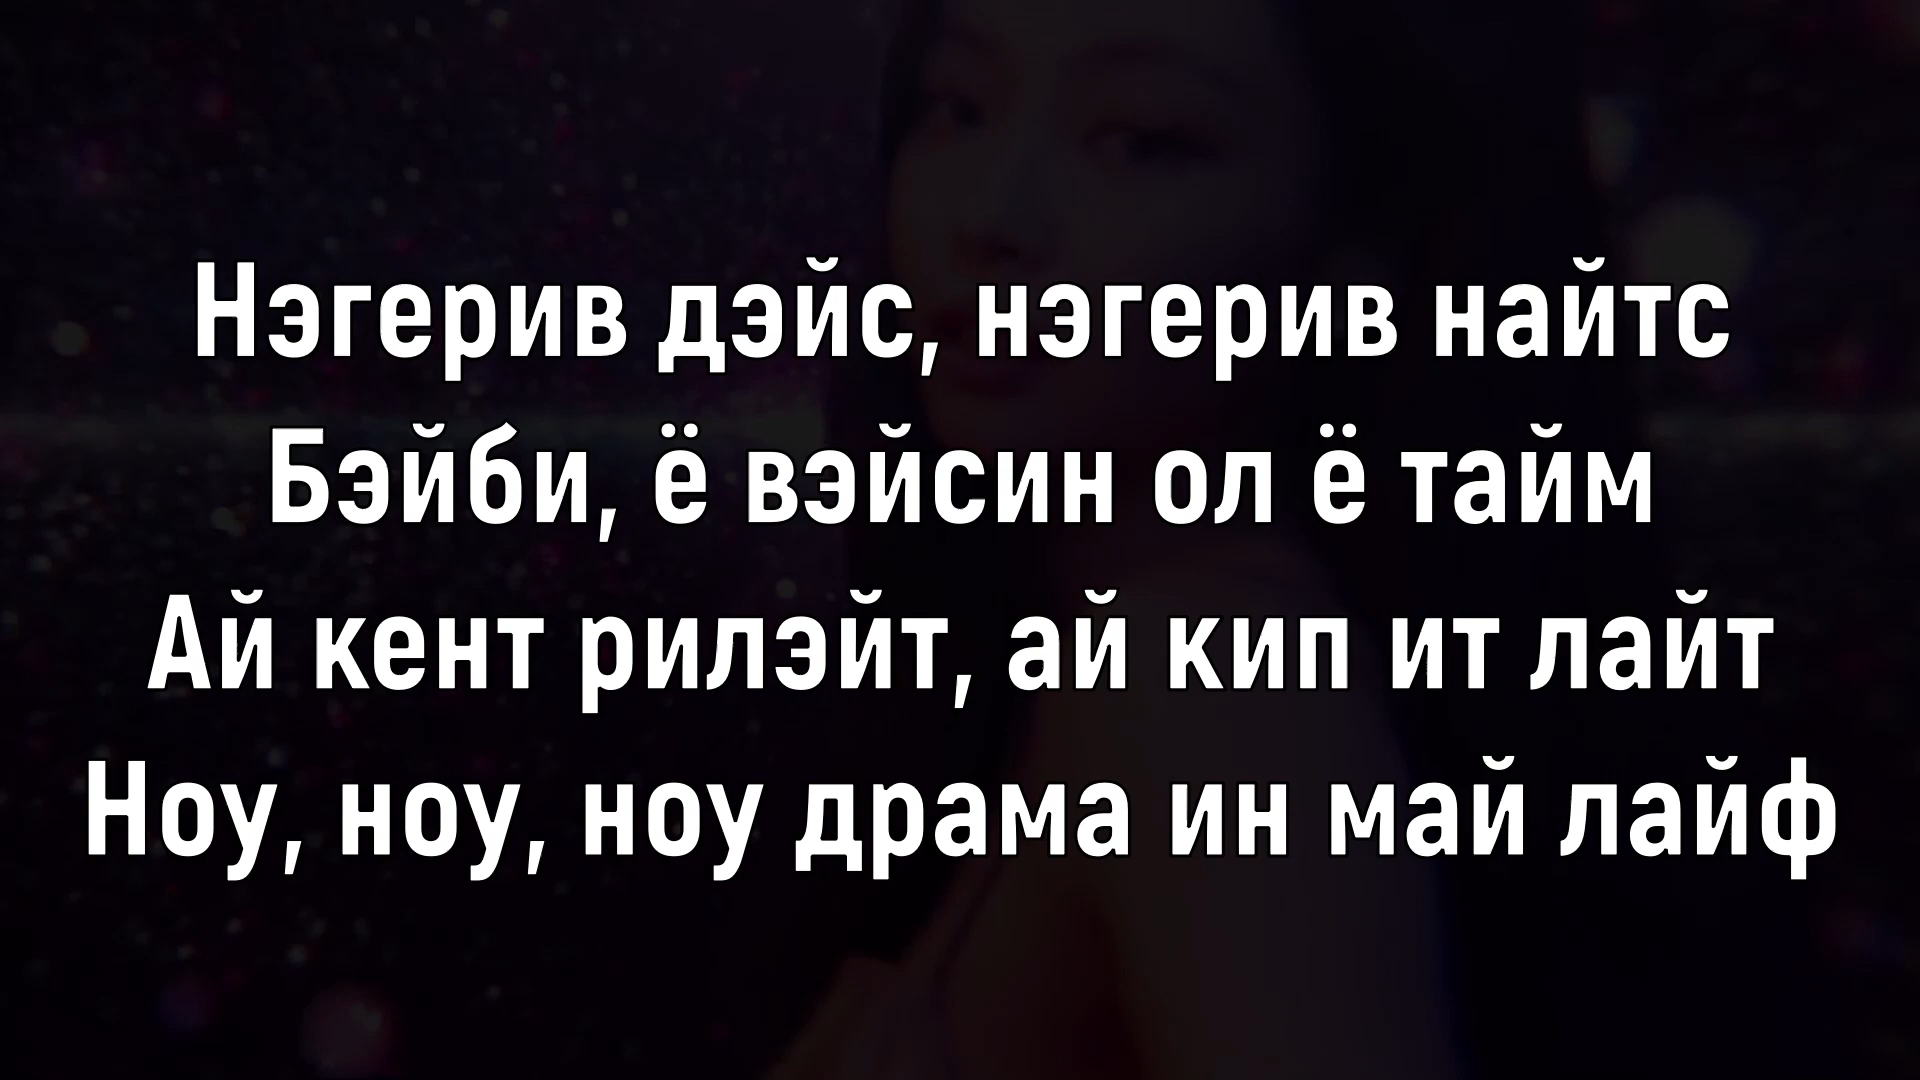 Нэгерив дэйс, нэгерив найтс
Бэйби, ё вэйсин ол ё тайм
Ай кент рилэйт, ай кип ит лайт
Ноу, ноу, ноу драма ин май лайф